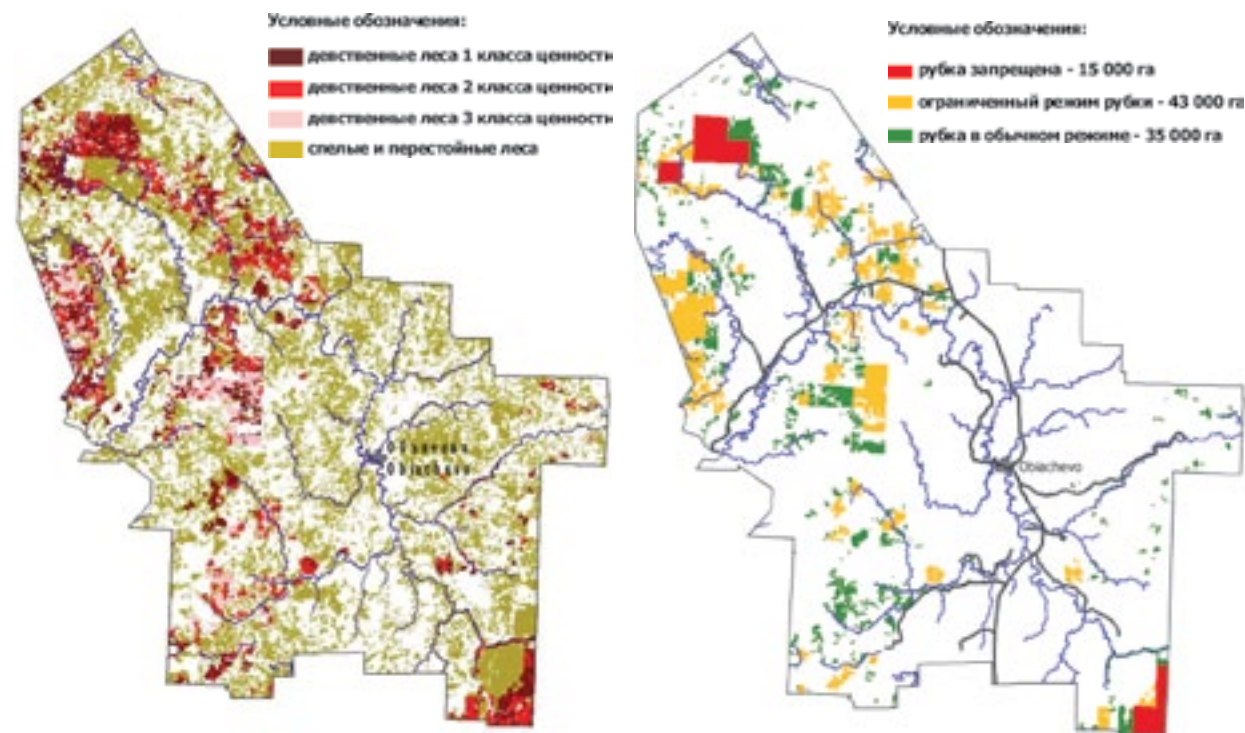 Условные обозначения:
девственные леса 1 класса ценности
девственные леса 2 класса ценности
девственные леса 3 класса ценности
спелые и перестойные леса
Objachevo
Условные обозначения:
рубка запрещена - 15 000 га
ограниченный режим рубки - 43 000 га
рубка в обычном режиме - 35 000 га
Obiachevo